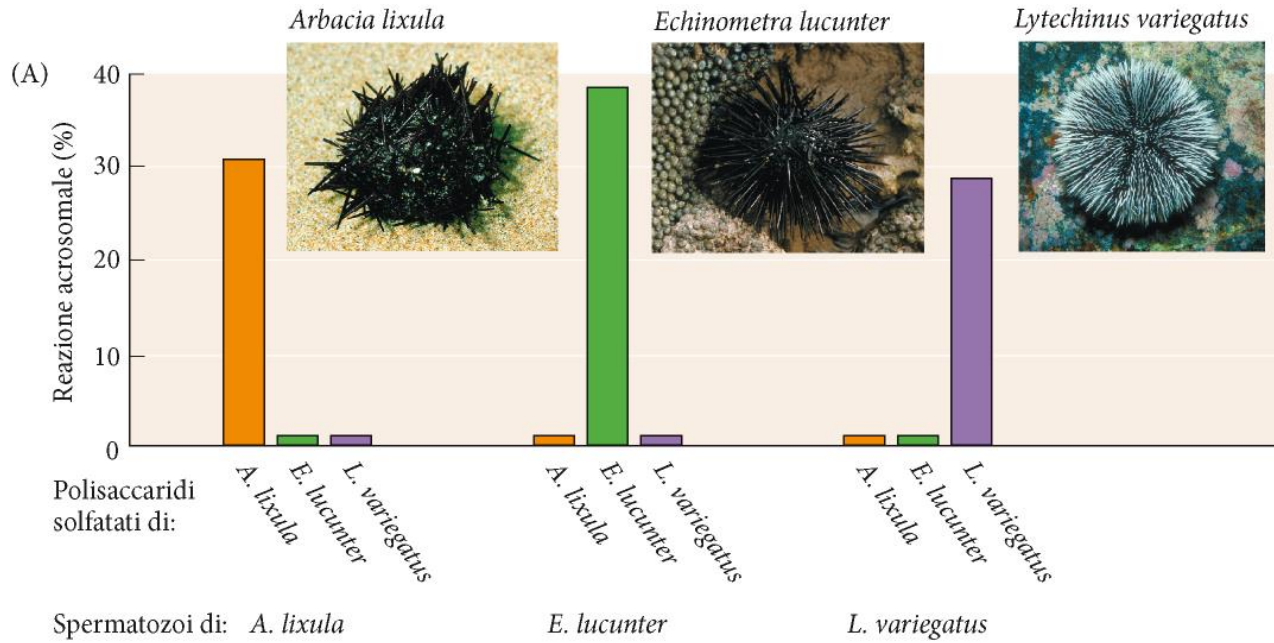 Arbacia lixula Echinometra lucunter Lytechinus variegatus
(A)
Reazione acrosomale (%)
40
30
20
10
0
Polisaccaridi
solfatati di:
A. lixula E. lucunter L. variegatus A. lixula E. lucunter L. variegatus A. lixula E. lucunter L. variegatus
Spermatozoi di: A. lixula E. lucunter L. variegatus